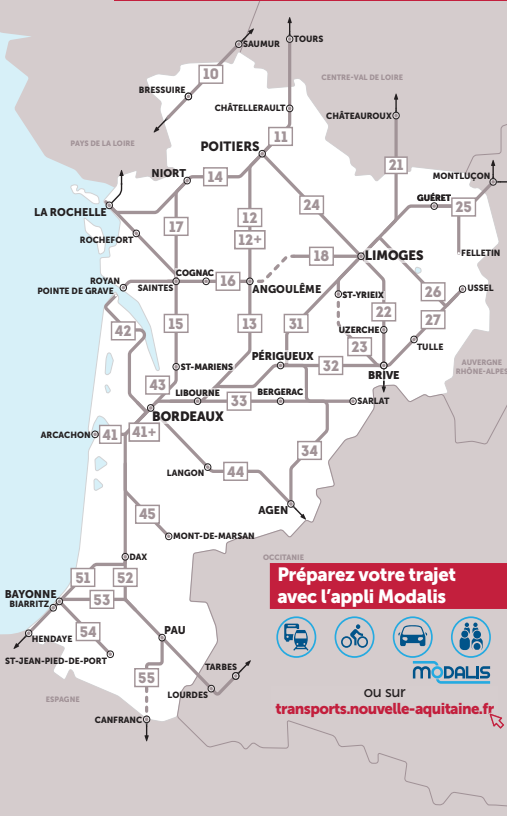 SAUMUR
TOURS
10
CENTRE-VAL DE LOIRE
BRESSUIRE
CHÂTELLERAULT
CHÂTEAUROUX
11
PAYS DE LA LOIRE
POITIERS
21
NIORT
14
MONTLUÇON
GUÉRET
25
24
LA ROCHELLE
12
17
ROCHEFORT
12+
18
LIMOGES
FELLETIN
COGNAC
ROYAN
POINTE DE GRAVE
SAINTES
16
ANGOULÊME
ST-YRIEIX
26
USSEL
22
27
42
15
13
31
UZERCHE
23
TULLE
PÉRIGUEUX
ST-MARIENS
32
BRIVE
AUVERGNE
RHÔNE-ALPES
43
LIBOURNE
33
BERGERAC
SARLAT
BORDEAUX
ARCACHON
41
41+
34
LANGON
44
AGEN
45
MONT-DE-MARSAN
DAX
OCCITANIE
51
52
Préparez votre trajet
avec l'appli Modalis
BAYONNE
BIARRITZ
53
54
HENDAYE
PAU
ST-JEAN-PIED-DE-PORT
TARBES
MODALIS
55
LOURDES
ESPAGNE
ou sur
transports.nouvelle-aquitaine.fr
CANFRANC